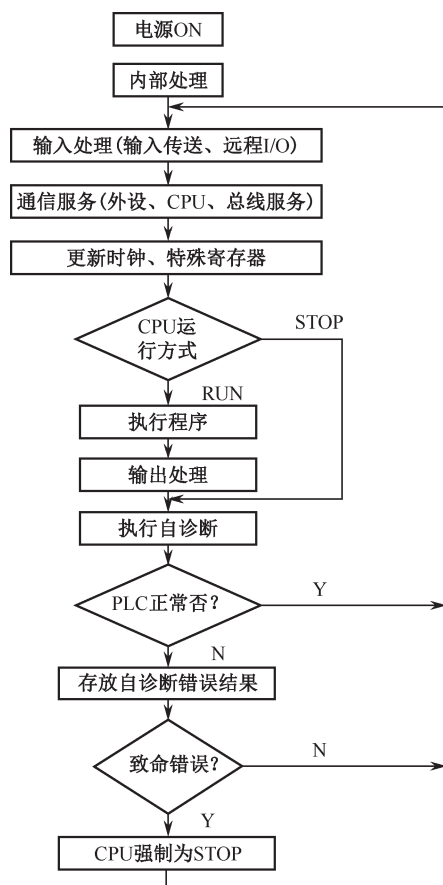 电源ON
内部处理
输入处理(输入传送、远程I/O)
通信服务(外设、CPU、总线服务)
更新时钟、特殊寄存器
CPU运
行方式
STOP
RUN
执行程序
输出处理
执行自诊断
PLC正常否?
Y
N
存放自诊断错误结果
致命错误?
N
Y
CPU强制为STOP